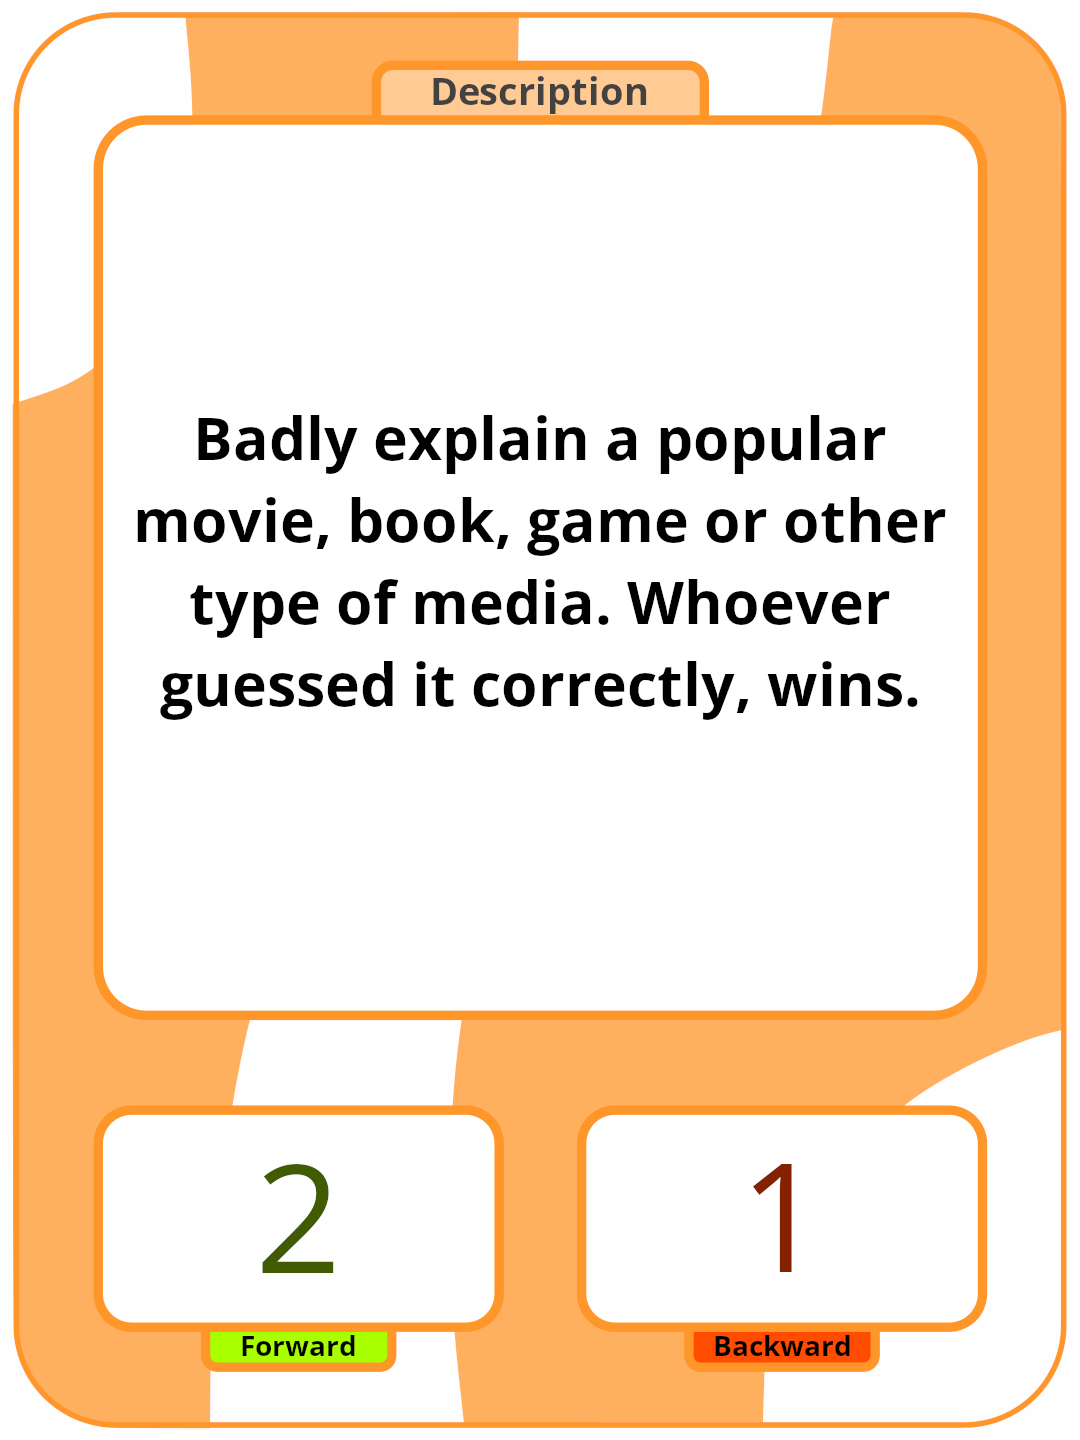 Description
Badly explain a popular
movie, book, game or other
type of media. Whoever
guessed it correctly, wins.
2
1
Forward
Backward